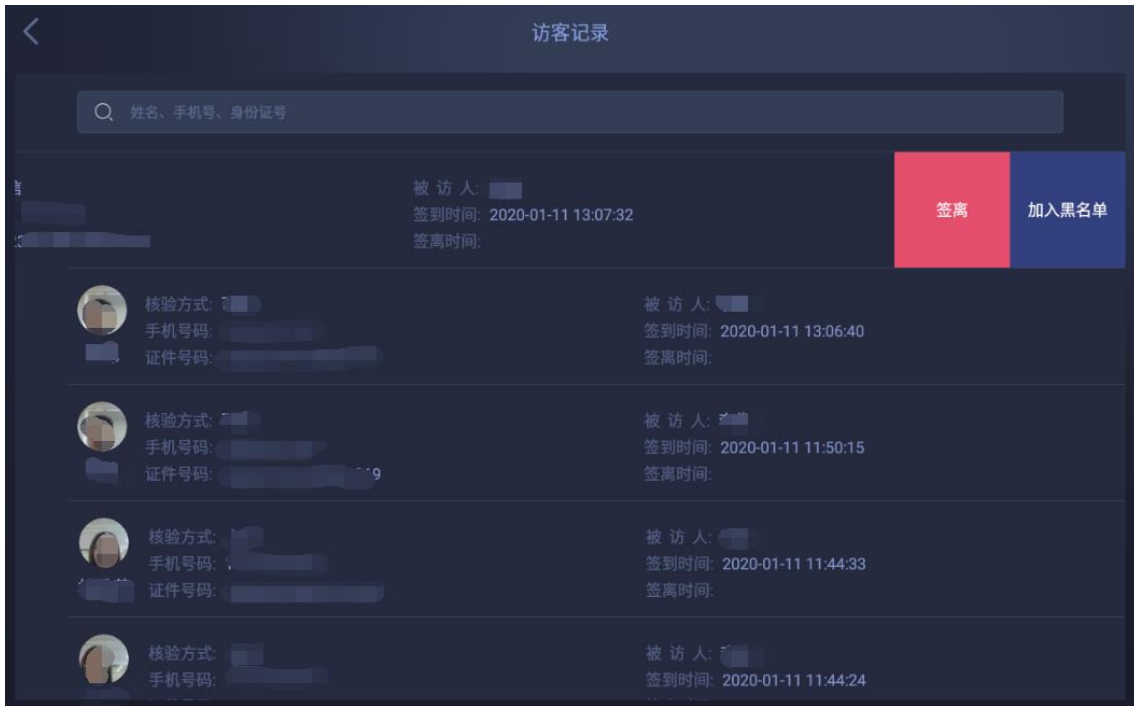 访客记录
姓名、手机号、身份证号
信
被 访 人:
签到时间: 2020-01-11 13:07:32
签离时间:
签离
加入黑名单
核验方式:
手机号码:
证件号码:
被 访 人:
签到时间: 2020-01-11 13:06:40
签离时间:
核验方式:
手机号码:
证件号码:
被 访 人:
签到时间: 2020-01-11 11:50:15
签离时间:
核验方式:
手机号码:
证件号码:
被 访 人:
签到时间: 2020-01-11 11:44:33
签离时间:
核验方式:
手机号码:
被 访 人:
签到时间: 2020-01-11 11:44:24